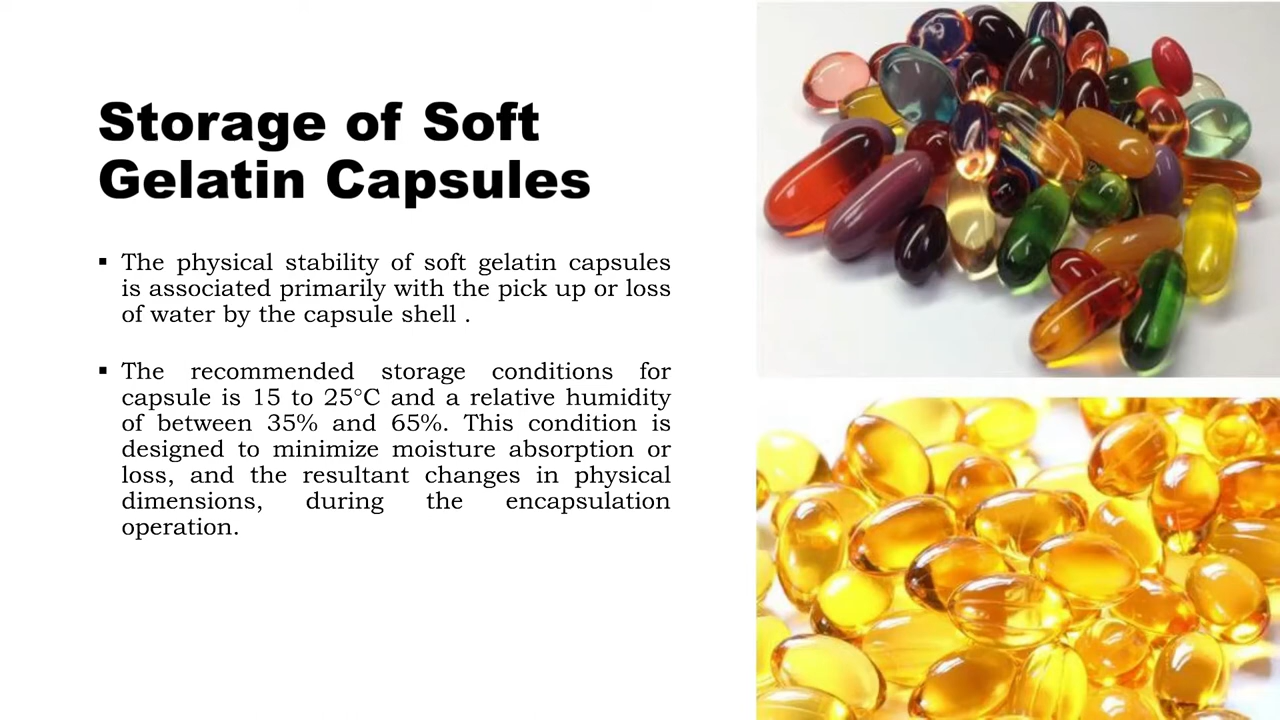 Storage of Soft
Gelatin Capsules
▪ The physical stability of soft gelatin capsules
is associated primarily with the pick up or loss
of water by the capsule shell .
▪ The recommended storage conditions for
capsule is 15 to 25°C and a relative humidity
of between 35% and 65%. This condition is
designed to minimize moisture absorption or
loss, and the resultant changes in physical
dimensions, during the encapsulation
operation.